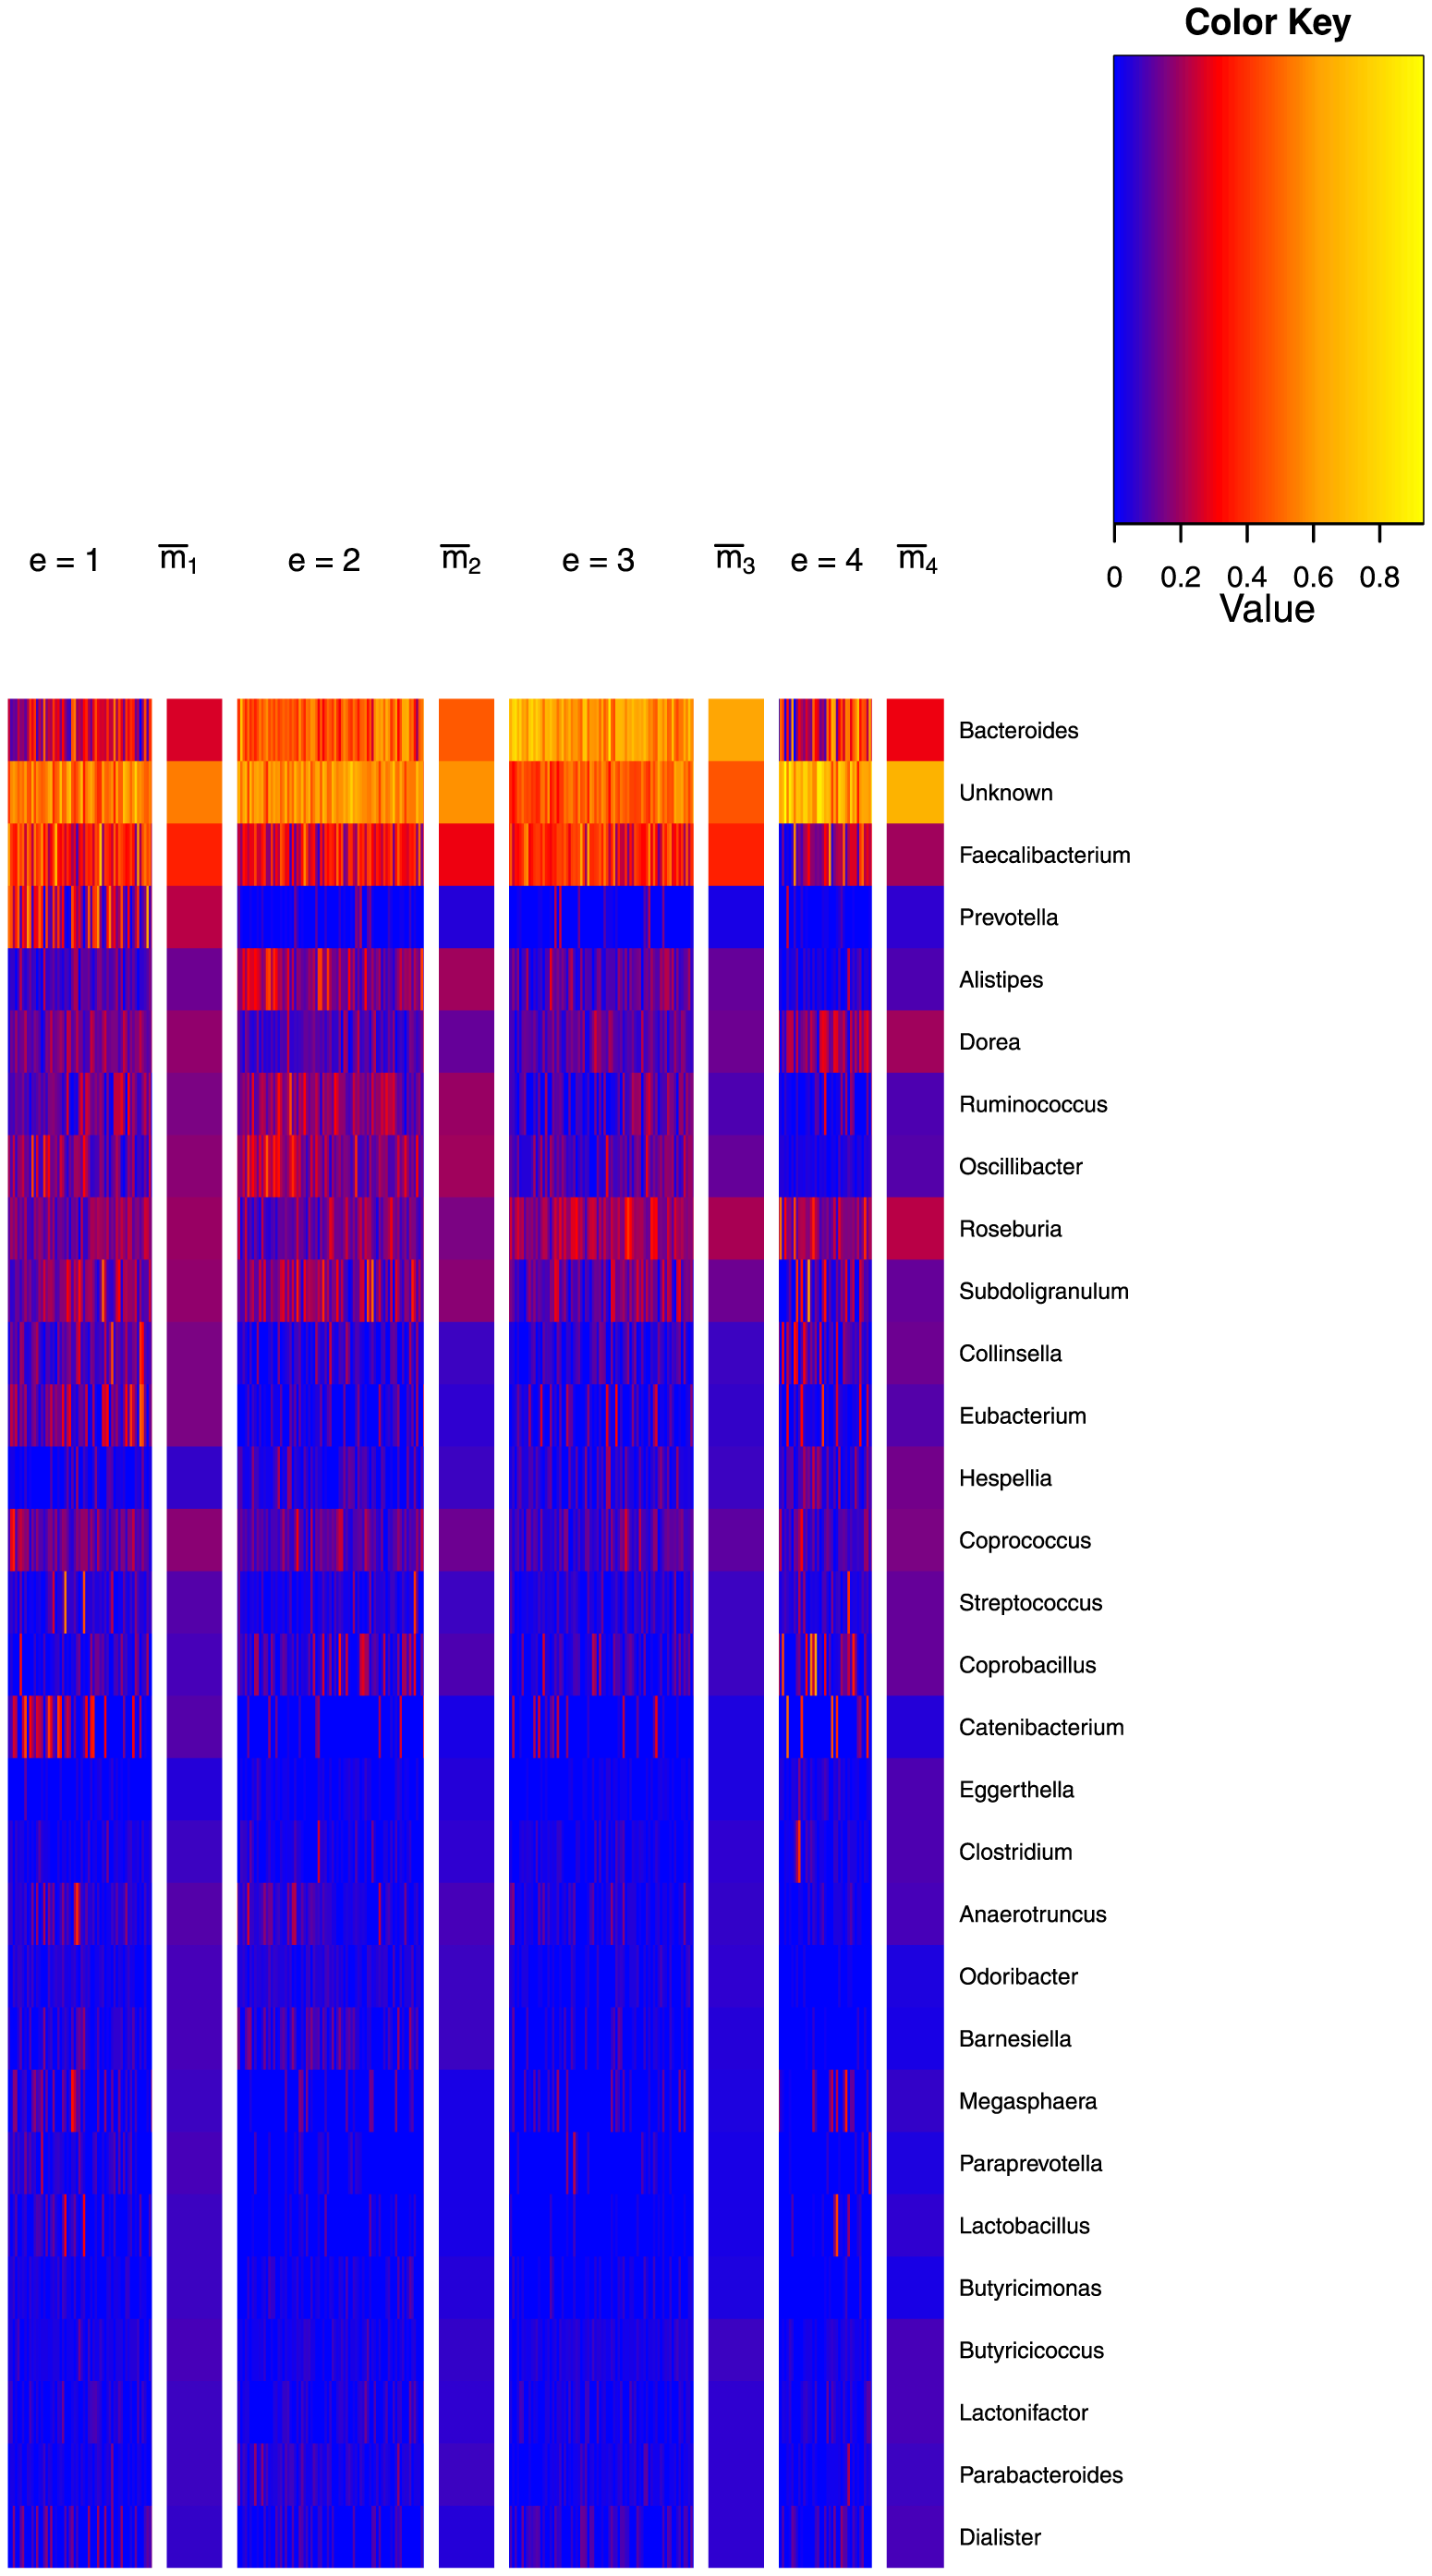 Color Key
0 0.2 0.4 0.6 0.8
Value
e = 1 m̅₁ e = 2 m̅₂ e = 3 m̅₃ e = 4 m̅₄
Bacteroides
Unknown
Faecalibacterium
Prevotella
Alistipes
Dorea
Ruminococcus
Oscillibacter
Roseburia
Subdoligranulum
Collinsella
Eubacterium
Hespellia
Coprococcus
Streptococcus
Coprobacillus
Catenibacterium
Eggerthella
Clostridium
Anaerotruncus
Odoribacter
Barnesiella
Megasphaera
Paraprevotella
Lactobacillus
Butyricimonas
Butyricicoccus
Lactonifactor
Parabacteroides
Dialister